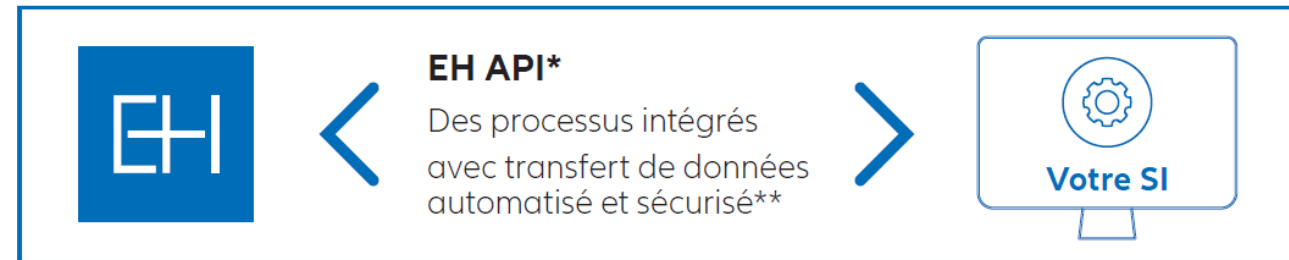 EH
EH API*
Des processus intégrés
avec transfert de données
automatisé et sécurisé**
Votre SI